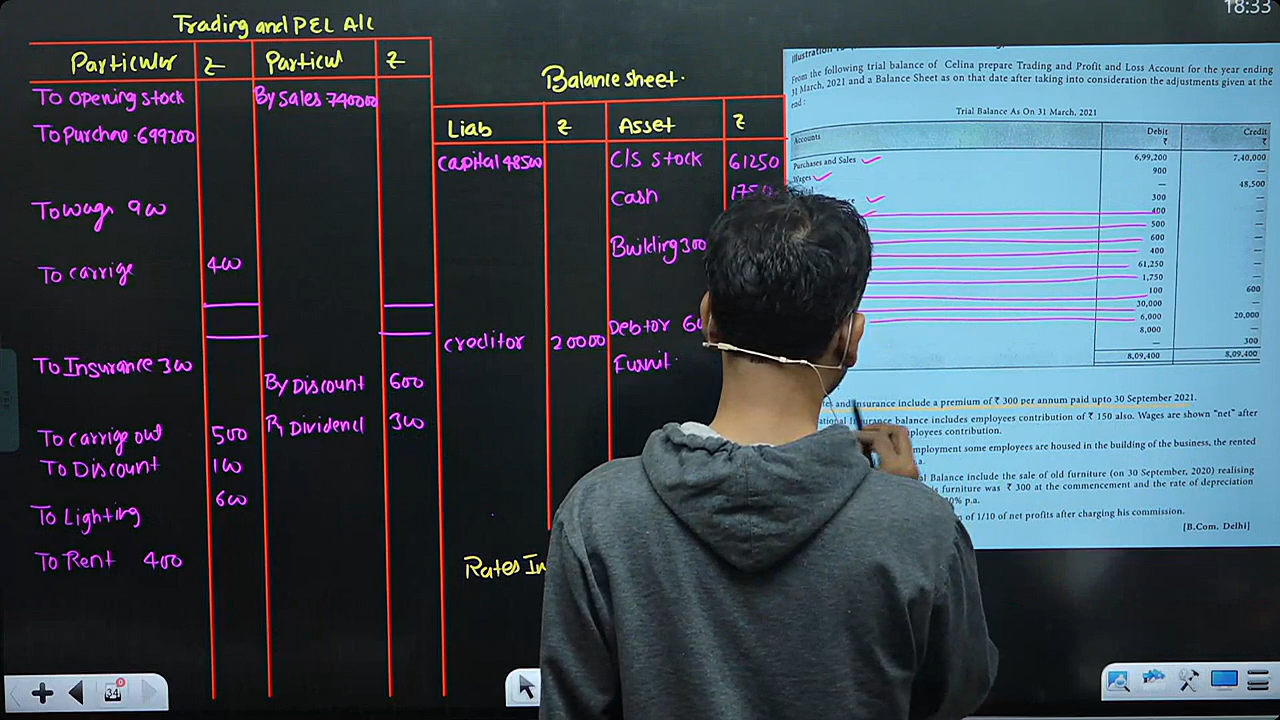 18:33
Trading and P&L A/c
Particular ₹ Particul ₹
To opening stock By Sales 740000
To Purchase 699200
To wags 900
To Carrige 400
To Insurance 300
By Discount 600
To Carrige out 500 By Dividend 300
To Discount 100
To Lighting 600
To Rent 400
Balance sheet
Liab ₹ Asset ₹
Capital 48500 C/s stock 61250
Cash
Building 300
creditor 20000 Debtor
Furnit
Rates In
From the following trial balance of Celina prepare Trading and Profit and Loss Account for the year ending
31 March, 2021 and a Balance Sheet as on that date after taking into consideration the adjustments given at the
end :
Trial Balance As On 31 March, 2021
Accounts Debit ₹ Credit ₹
Purchases and Sales 6,99,200 7,40,000
Wages 900 —
— 48,500
300 —
400 —
500 —
600 —
400 —
61,250 —
1,750 —
100 600
30,000 —
6,000 20,000
8,000 —
— 300
8,09,400 8,09,400
and insurance include a premium of ₹ 300 per annum paid upto 30 September 2021.
Insurance balance includes employees contribution of ₹ 150 also. Wages are shown "net" after
employees contribution.
employment some employees are housed in the building of the business, the rented
Balance include the sale of old furniture (on 30 September, 2020) realising
furniture was ₹ 300 at the commencement and the rate of depreciation
of 1/10 of net profits after charging his commission.
[B.Com. Delhi]
34